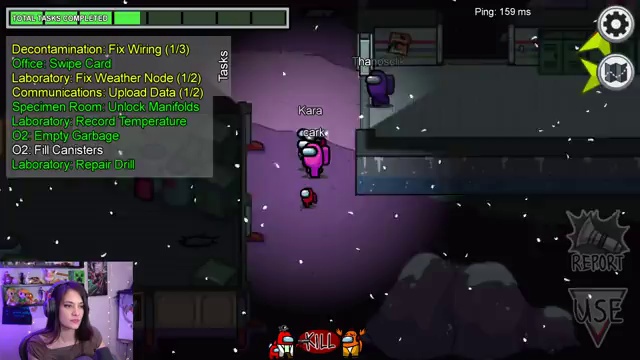 TOTAL TASKS COMPLETED
Ping: 159 ms
Decontamination: Fix Wiring (1/3)
Office: Swipe Card
Laboratory: Fix Weather Node (1/2)
Communications: Upload Data (1/2)
Specimen Room: Unlock Manifolds
Laboratory: Record Temperature
O2: Empty Garbage
O2: Fill Canisters
Laboratory: Repair Drill
Tasks
Kara
cark
REPORT
USE
KILL